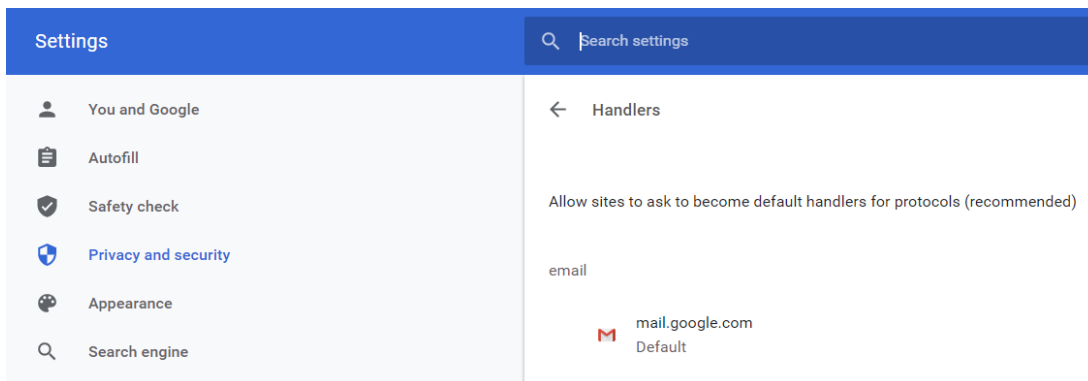 Settings
Search settings
You and Google
Autofill
Safety check
Privacy and security
Appearance
Search engine
Handlers
Allow sites to ask to become default handlers for protocols (recommended)
email
mail.google.com
Default